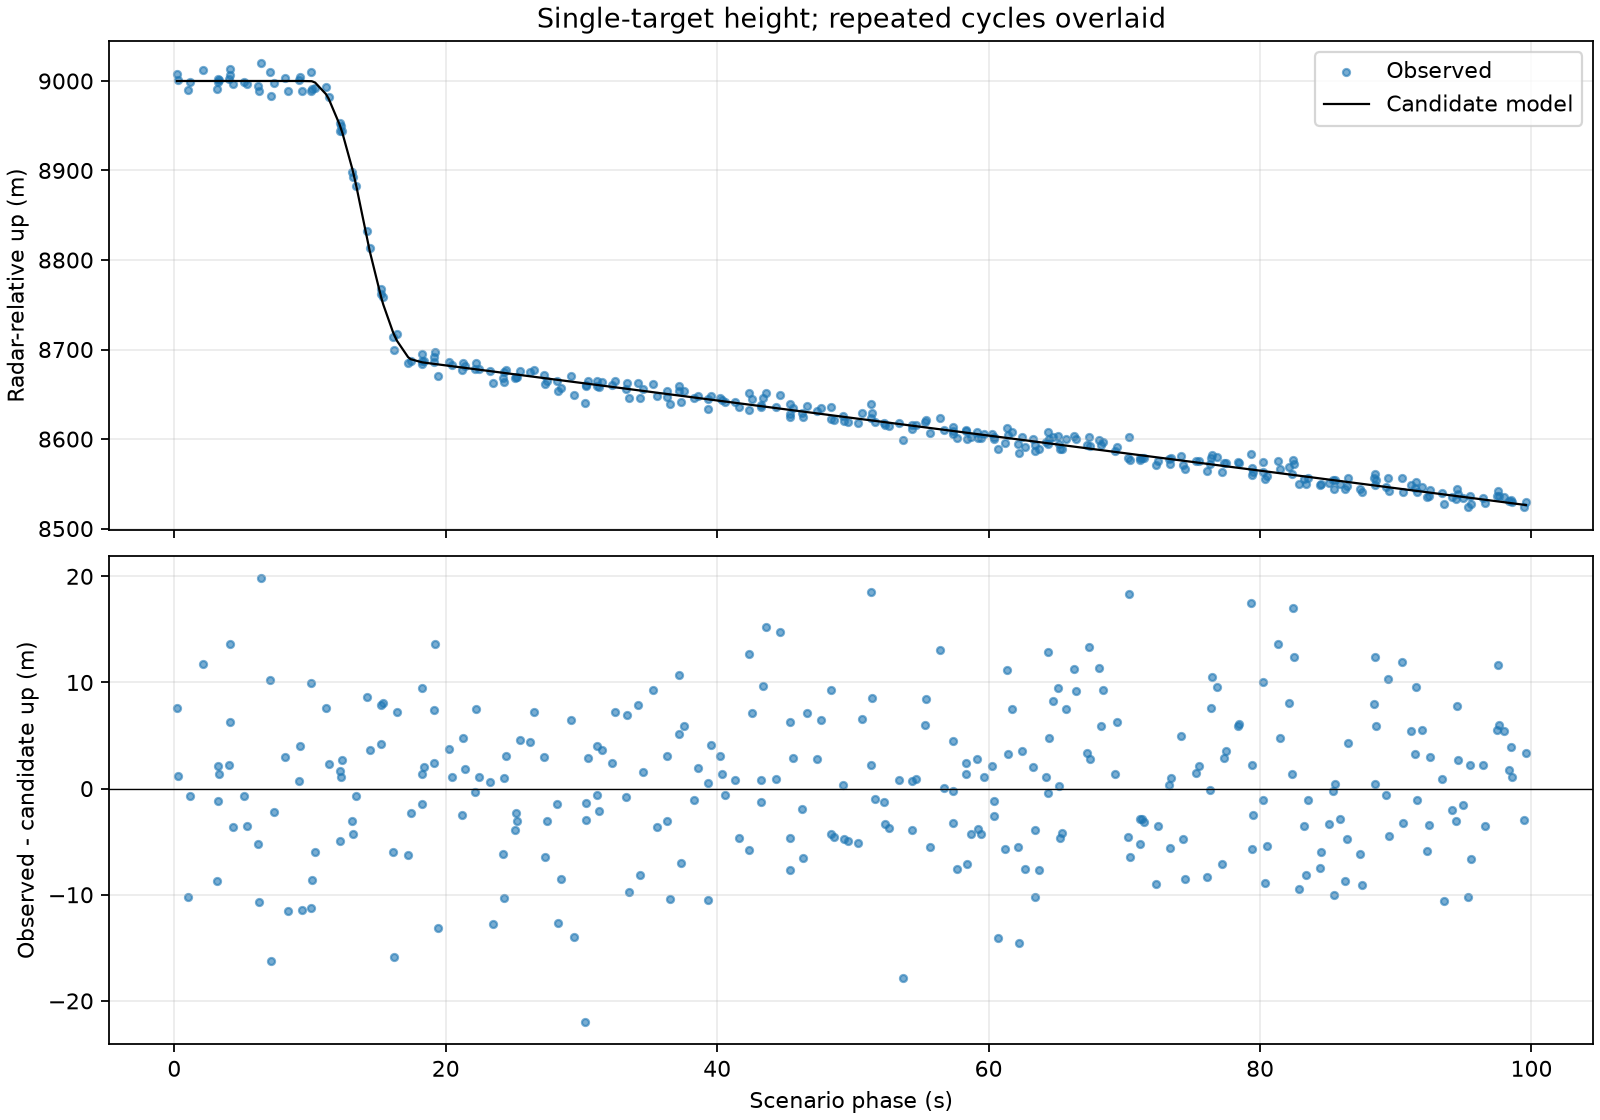 Single-target height; repeated cycles overlaid
Observed
Candidate model
Radar-relative up (m)
9000
8900
8800
8700
8600
8500
Observed - candidate up (m)
20
10
0
−10
−20
0 20 40 60 80 100
Scenario phase (s)